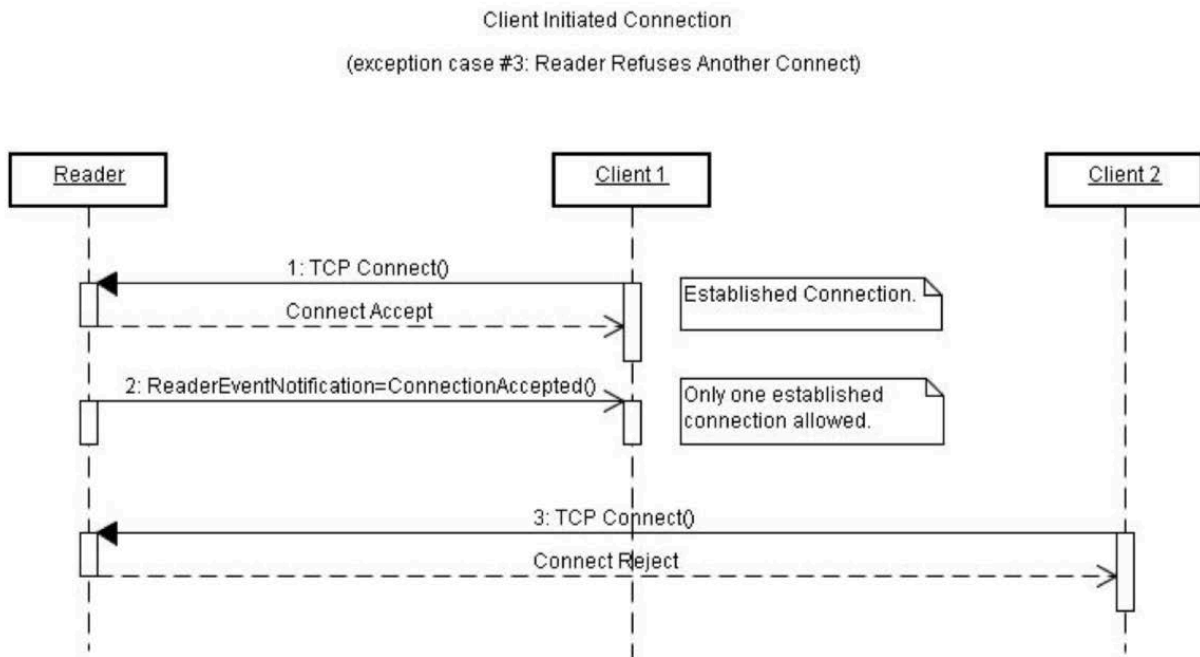 Client Initiated Connection
(exception case #3: Reader Refuses Another Connect)
Reader
Client 1
Client 2
1: TCP Connect()
Established Connection.
Connect Accept
2: ReaderEventNotification=ConnectionAccepted()
Only one established
connection allowed.
3: TCP Connect()
Connect Reject